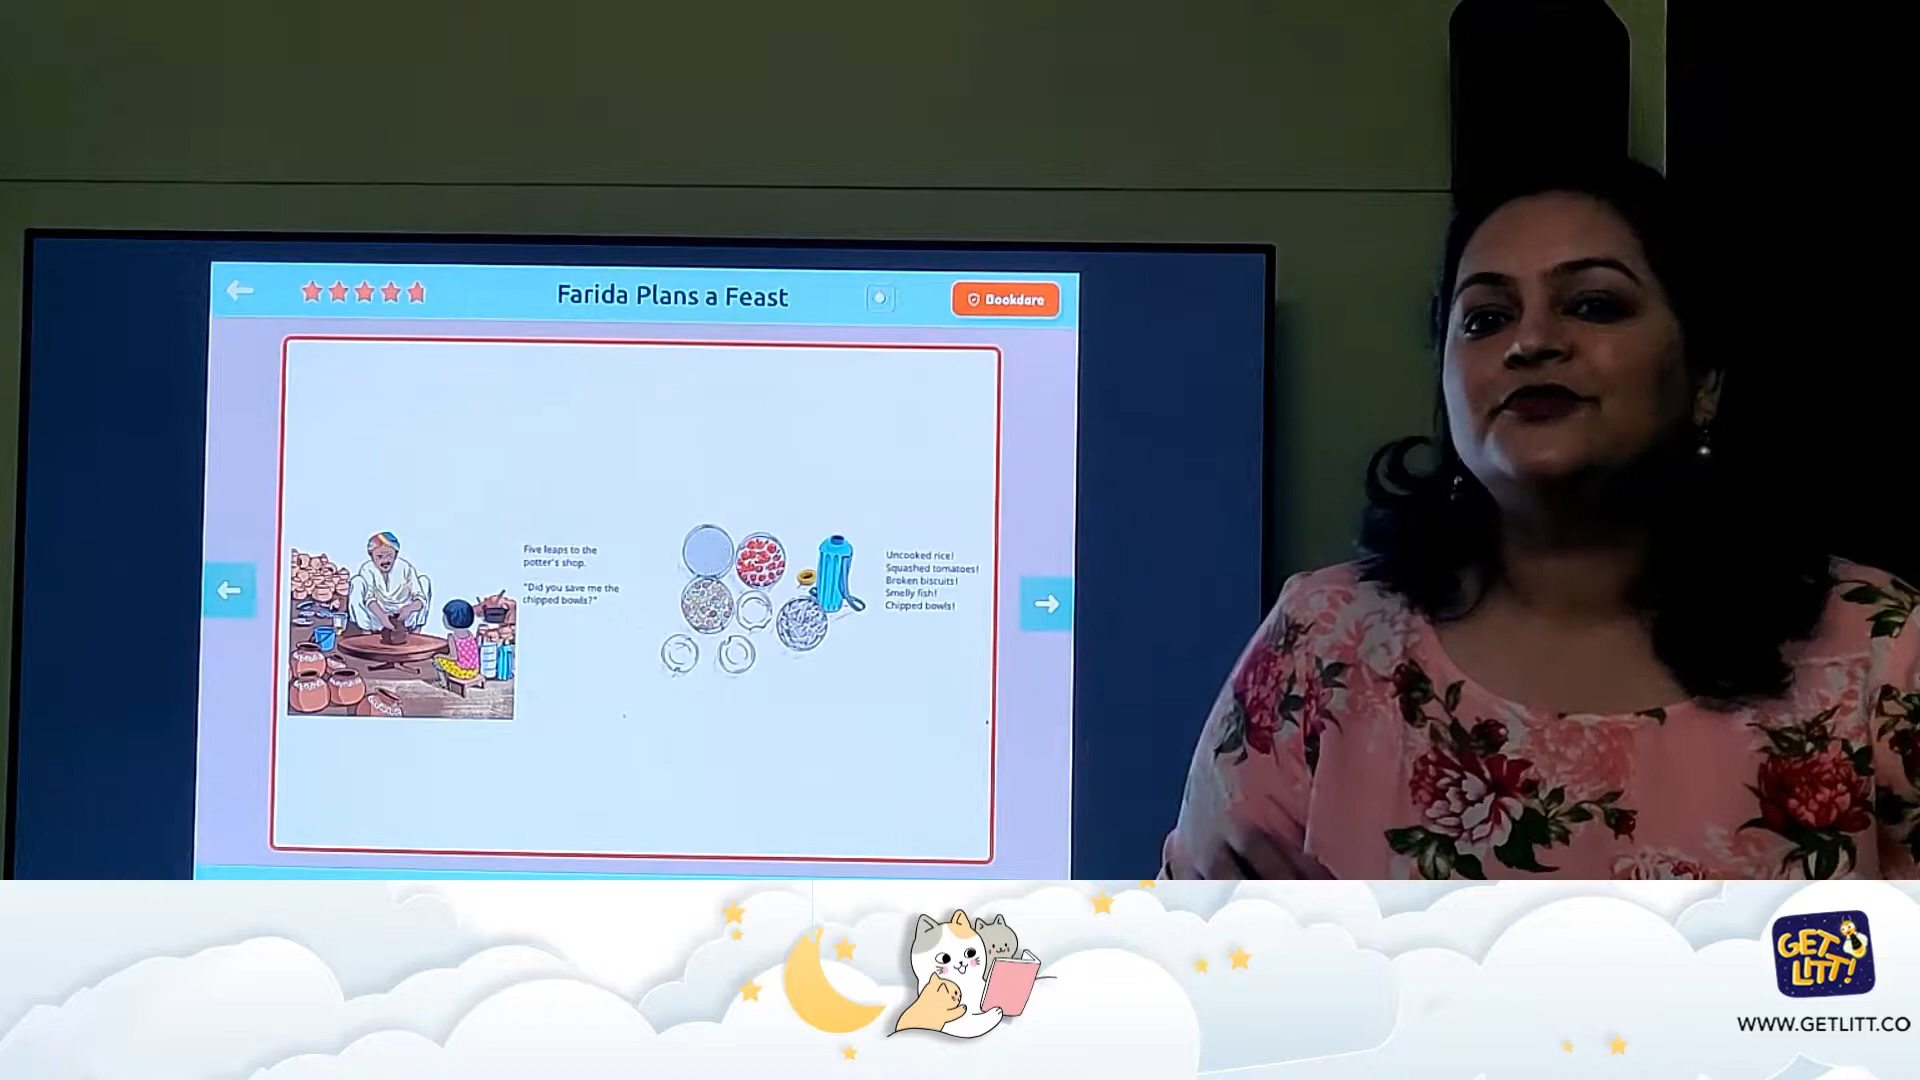 Farida Plans a Feast
Bookdare
Five leaps to the
potter's shop.
"Did you save me the
chipped bowls?"
Uncooked rice!
Squashed tomatoes!
Broken biscuits!
Smelly fish!
Chipped bowls!
GET
LITT!
WWW.GETLITT.CO